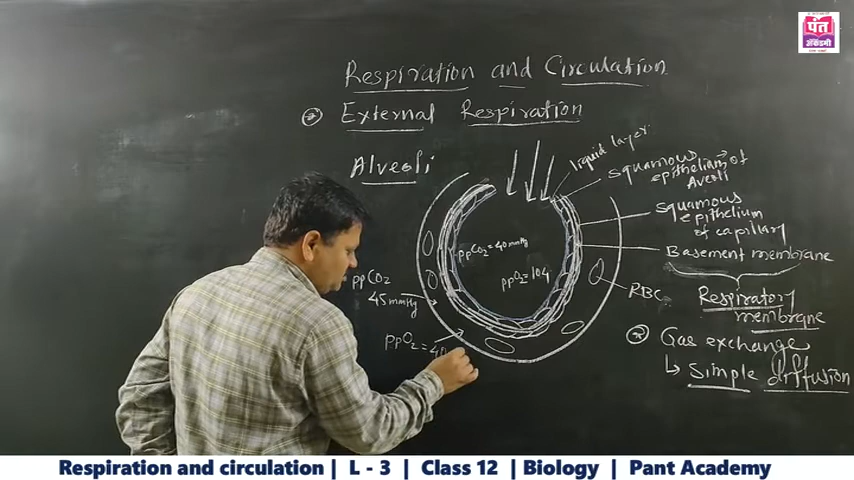 पंत
अॅकॅडमी
Respiration and Circulation
External Respiration
Alveoli
liquid layer
squamous
epithelium of
Aveoli
squamous
epithelium
of capillary
Basement membrane
ppCO2 = 40 mmHg
ppO2 = 104
ppCO2
45 mmHg
RBCs
Respiratory
membrane
ppO2 = 40
Gas exchange
↳ simple diffusion
Respiration and circulation | L - 3 | Class 12 | Biology | Pant Academy